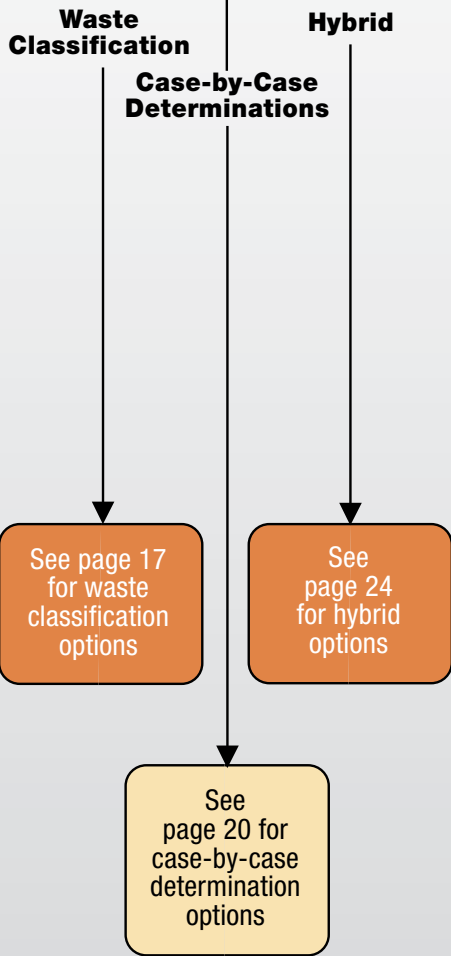 Waste
Classification
Case-by-Case
Determinations
Hybrid
See page 17
for waste
classification
options
See
page 24
for hybrid
options
See
page 20 for
case-by-case
determination
options